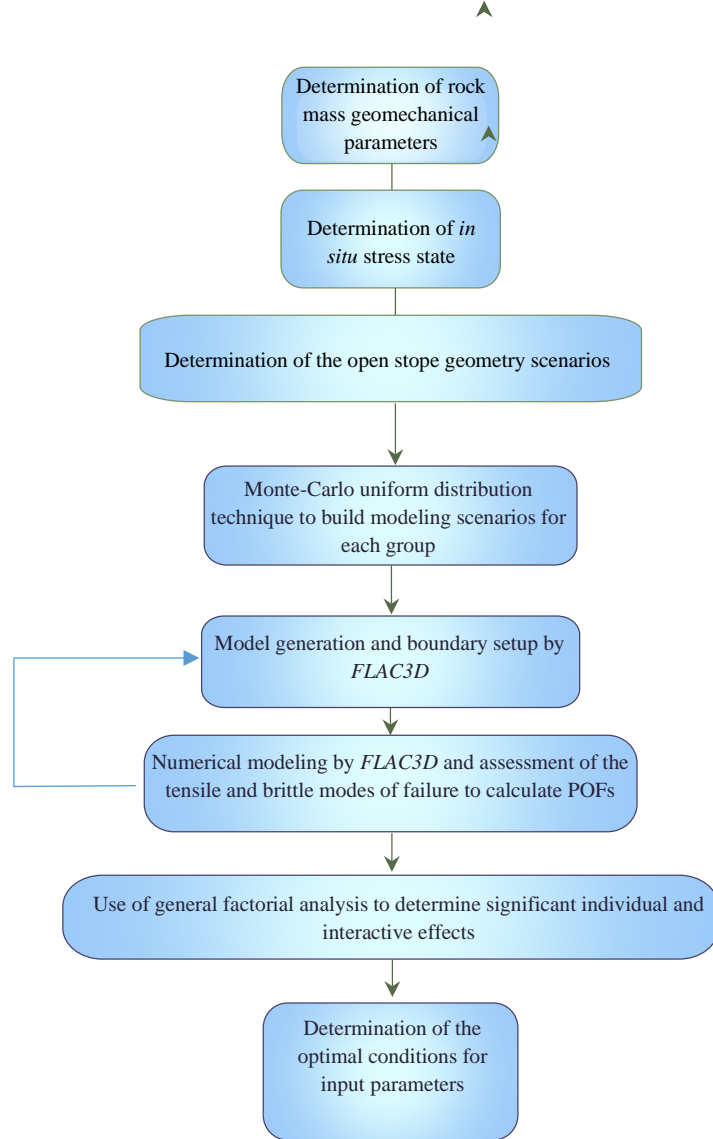 Determination of rock
mass geomechanical
parameters
Determination of in
situ stress state
Determination of the open stope geometry scenarios
Monte-Carlo uniform distribution
technique to build modeling scenarios for
each group
Model generation and boundary setup by
FLAC3D
Numerical modeling by FLAC3D and assessment of the
tensile and brittle modes of failure to calculate POFs
Use of general factorial analysis to determine significant individual and
interactive effects
Determination of the
optimal conditions for
input parameters